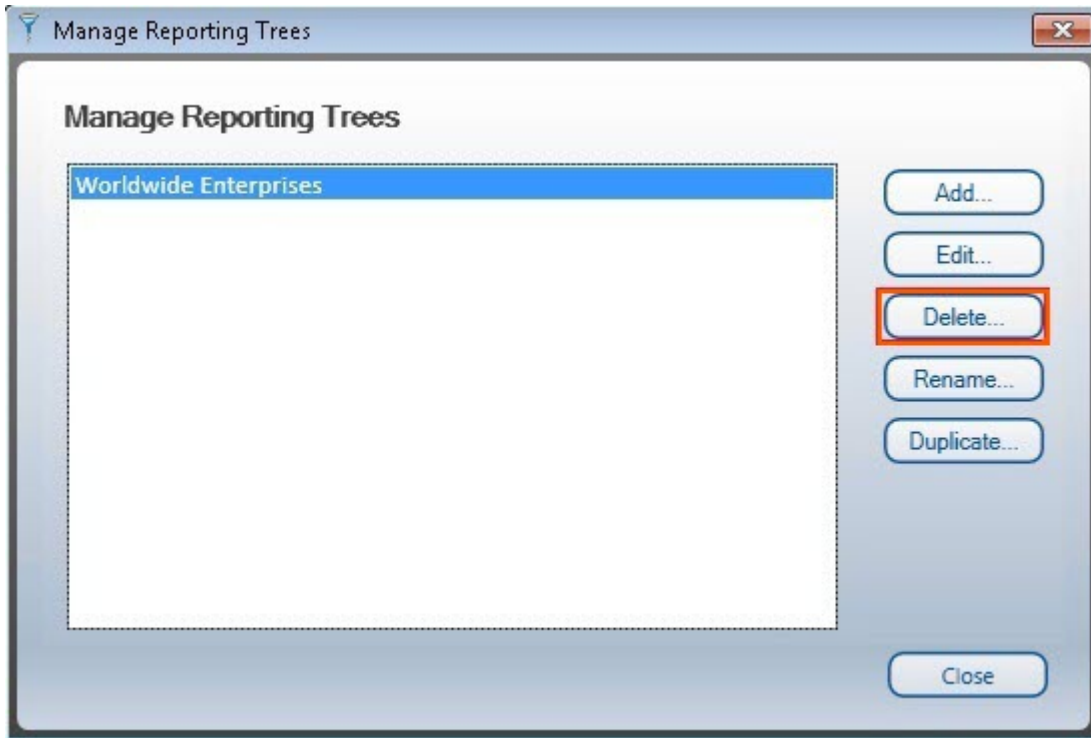 Manage Reporting Trees
Manage Reporting Trees
Worldwide Enterprises
Add...
Edit...
Delete...
Rename...
Duplicate...
Close